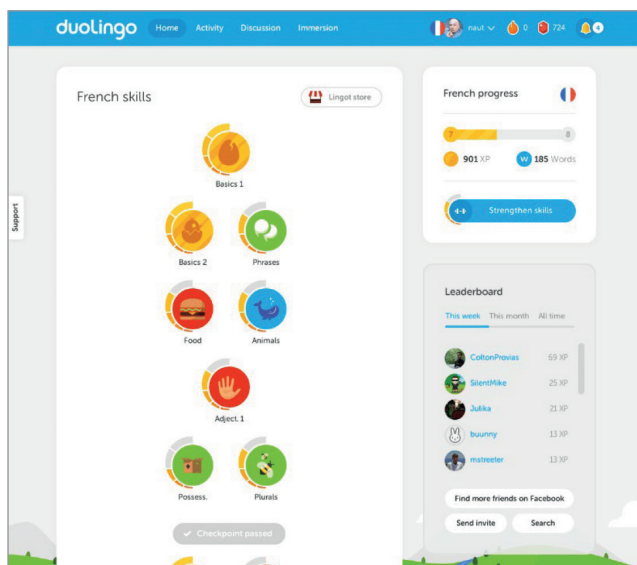 duolingo Home Activity Discussion Immersion naut 0 724 4
French skills
Lingot store
Basics 1
Basics 2 Phrases
Food Animals
Adject. 1
Possess. Plurals
Checkpoint passed
Support
French progress
7 8
901 XP W 185 Words
Strengthen skills
Leaderboard
This week This month All time
ColtonProvias 69 XP
SilentMike 25 XP
Julika 21 XP
buunny 13 XP
mstreeter 13 XP
Find more friends on Facebook
Send invite Search